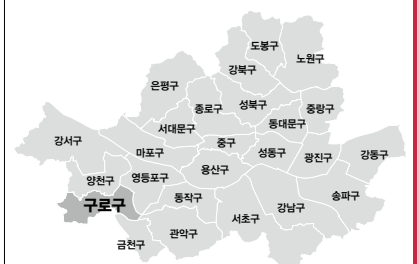 도봉구
노원구
강북구
은평구
성북구
종로구
중랑구
동대문구
서대문구
강서구
중구
마포구
성동구
광진구
강동구
용산구
양천구
영등포구
동작구
송파구
구로구
강남구
서초구
관악구
금천구